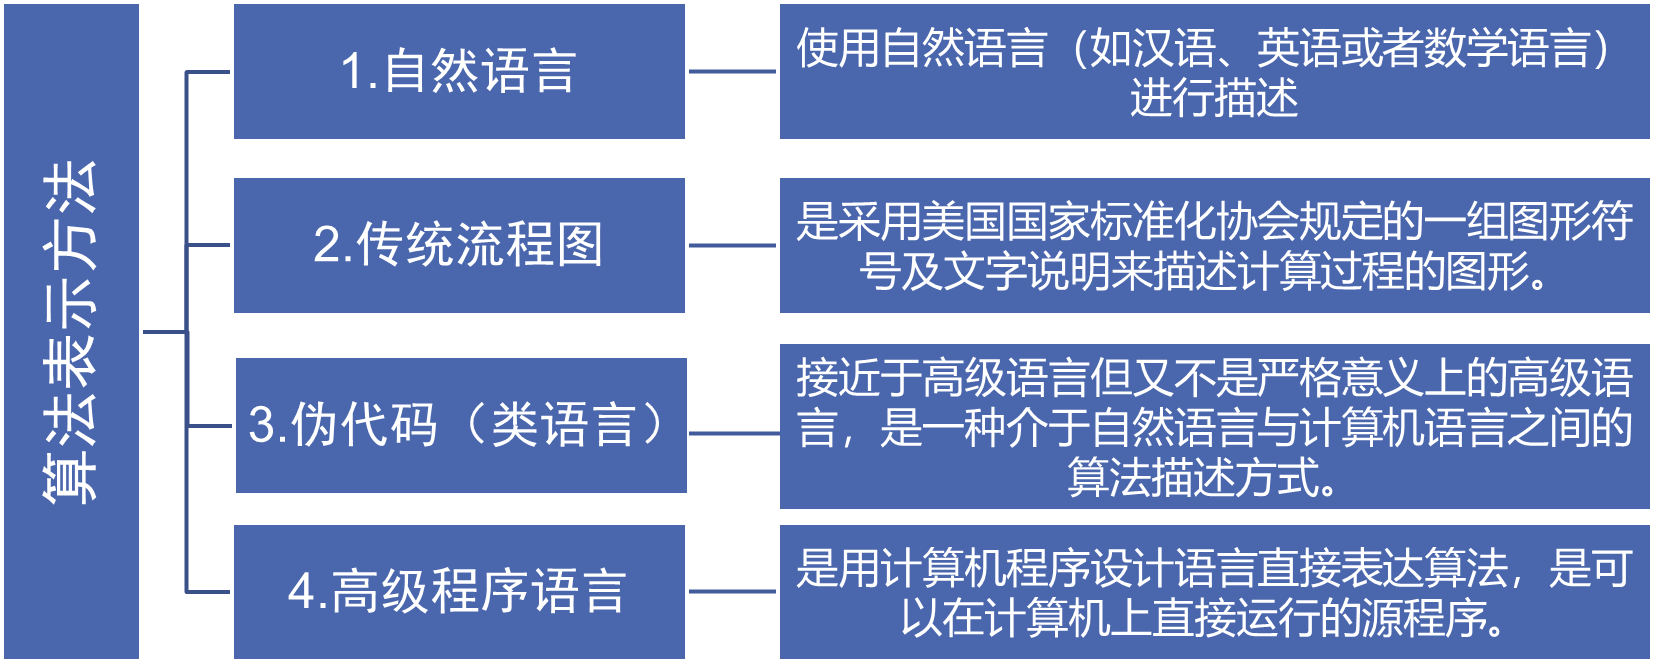 算法表示方法
1.自然语言
使用自然语言（如汉语、英语或者数学语言）
进行描述
2.传统流程图
是采用美国国家标准化协会规定的一组图形符
号及文字说明来描述计算过程的图形。
3.伪代码（类语言）
接近于高级语言但又不是严格意义上的高级语
言，是一种介于自然语言与计算机语言之间的
算法描述方式。
4.高级程序语言
是用计算机程序设计语言直接表达算法，是可
以在计算机上直接运行的源程序。